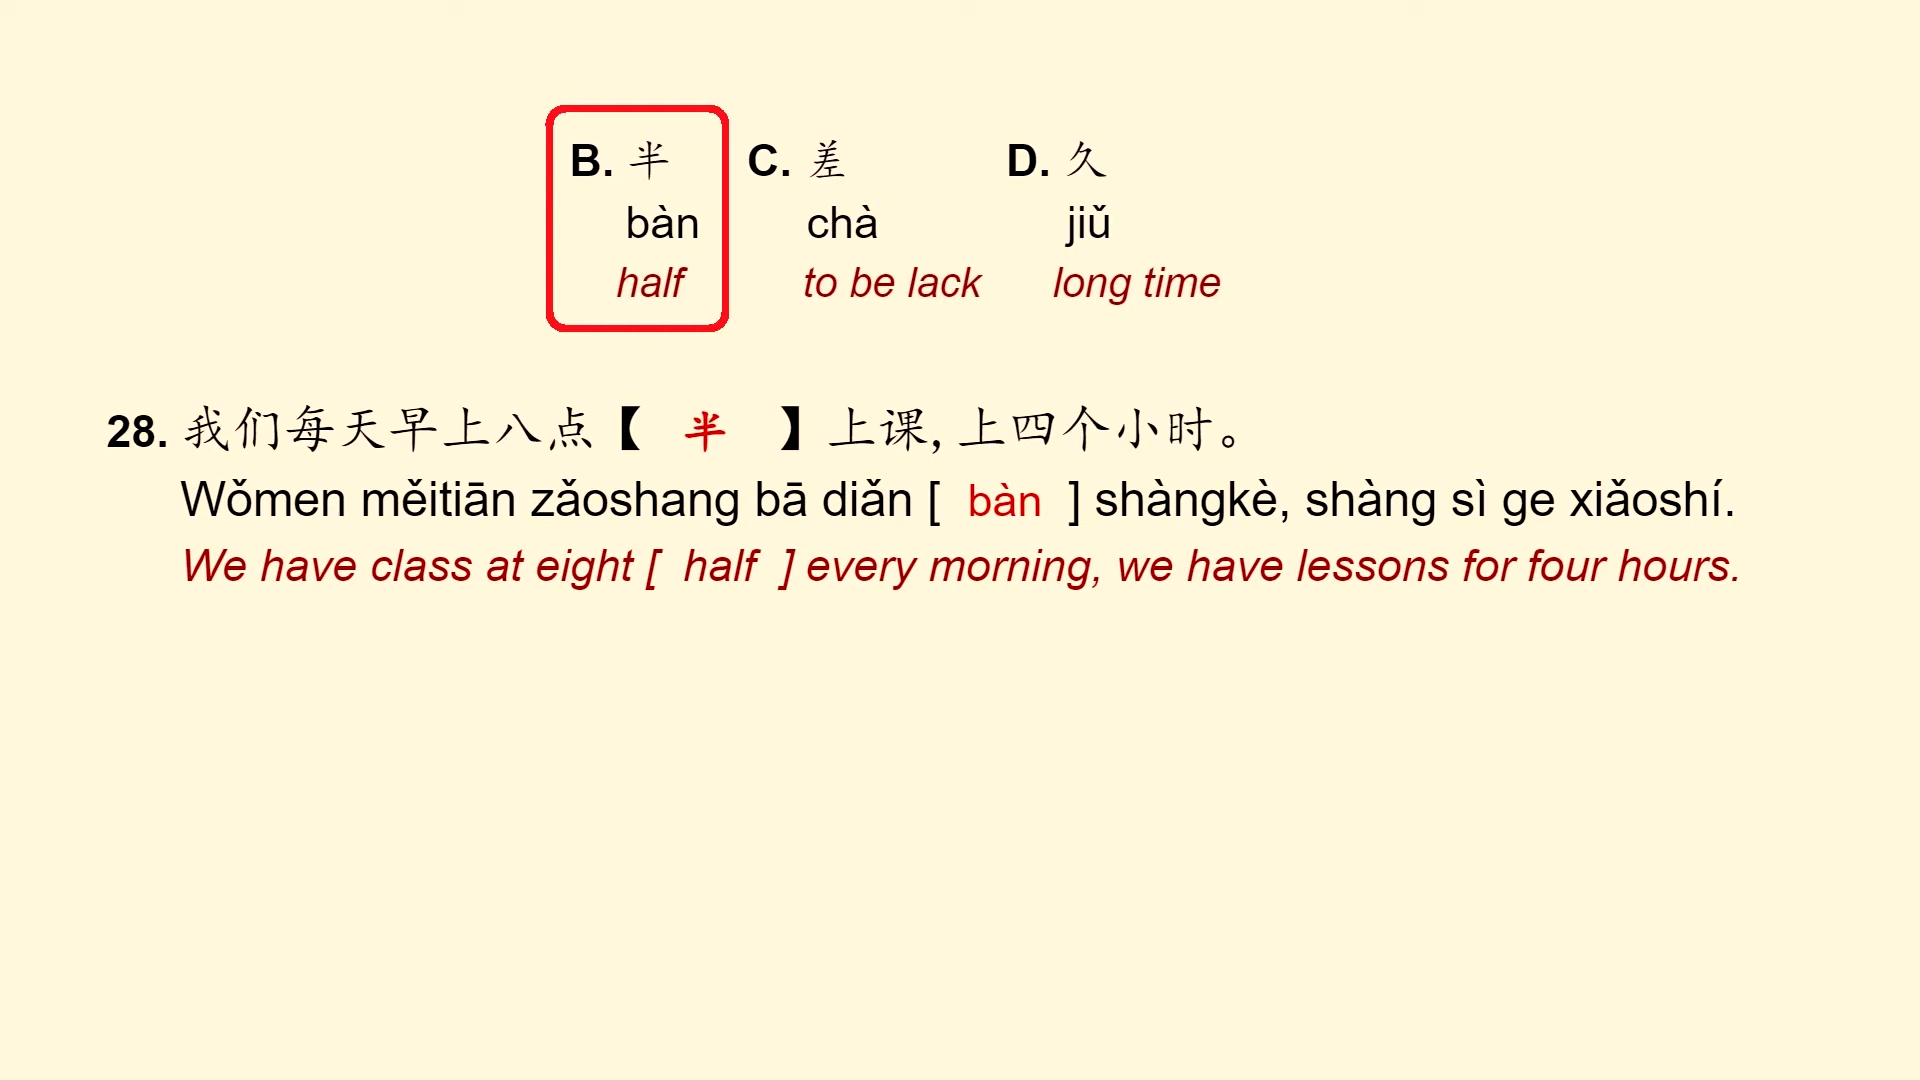 B. 半 C. 差 D. 久
bàn chà jiǔ
half to be lack long time
28. 我们每天早上八点【 半 】上课, 上四个小时。
Wǒmen měitiān zǎoshang bā diǎn [ bàn ] shàngkè, shàng sì ge xiǎoshí.
We have class at eight [ half ] every morning, we have lessons for four hours.